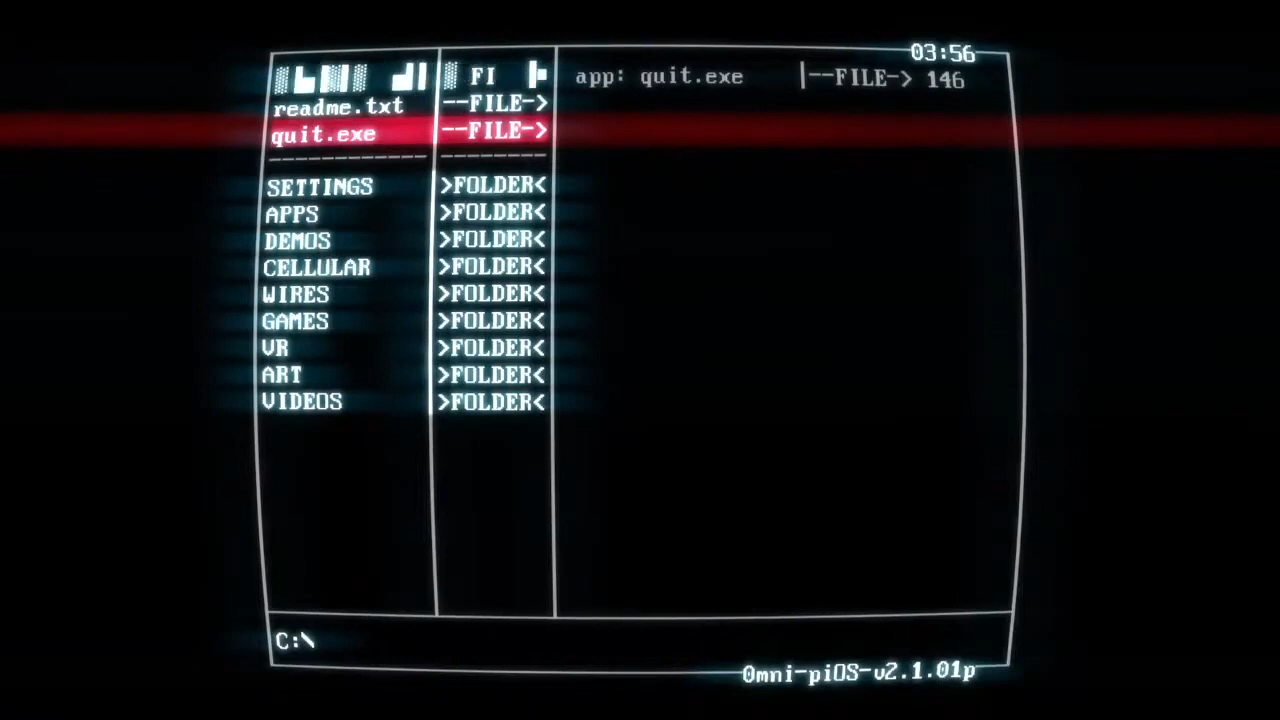 03:56
FI
app: quit.exe |--FILE-> 146
readme.txt --FILE->
quit.exe --FILE->
SETTINGS >FOLDER<
APPS >FOLDER<
DEMOS >FOLDER<
CELLULAR >FOLDER<
WIRES >FOLDER<
GAMES >FOLDER<
VR >FOLDER<
ART >FOLDER<
VIDEOS >FOLDER<
C:\
0mni-piOS-v2.1.01p